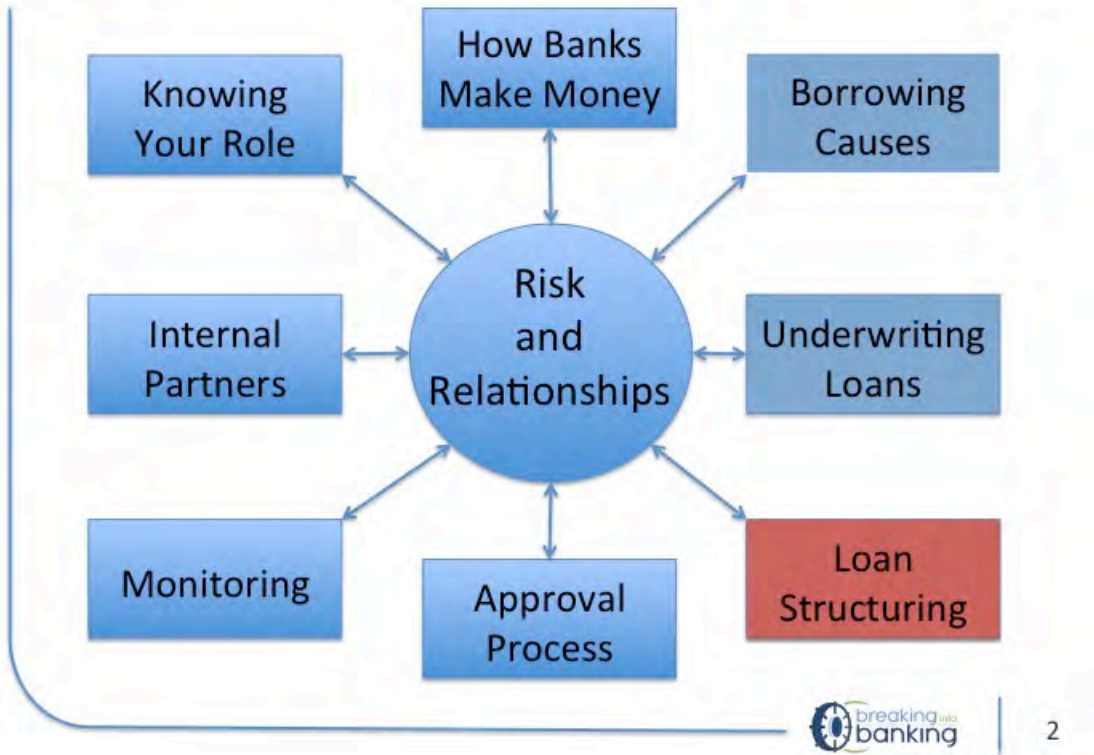 How Banks
Make Money
Knowing
Your Role
Borrowing
Causes
Risk
and
Relationships
Internal
Partners
Underwriting
Loans
Monitoring
Approval
Process
Loan
Structuring
breaking into
banking
2